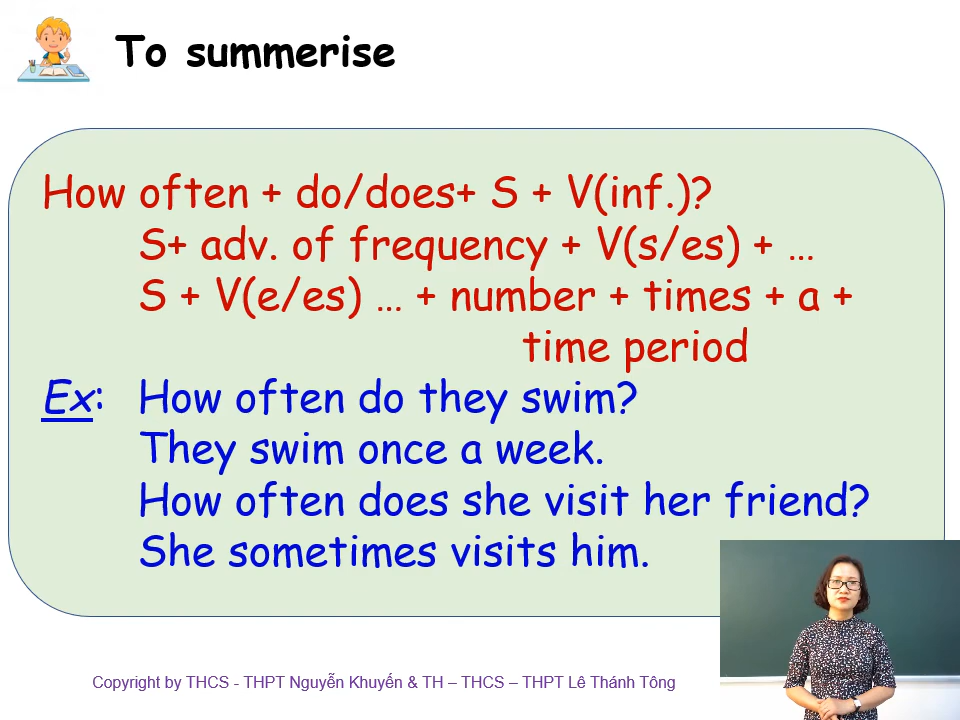 To summerise
How often + do/does+ S + V(inf.)?
S+ adv. of frequency + V(s/es) + …
S + V(e/es) … + number + times + a +
time period
Ex: How often do they swim?
They swim once a week.
How often does she visit her friend?
She sometimes visits him.
Copyright by THCS - THPT Nguyễn Khuyến & TH – THCS – THPT Lê Thánh Tông